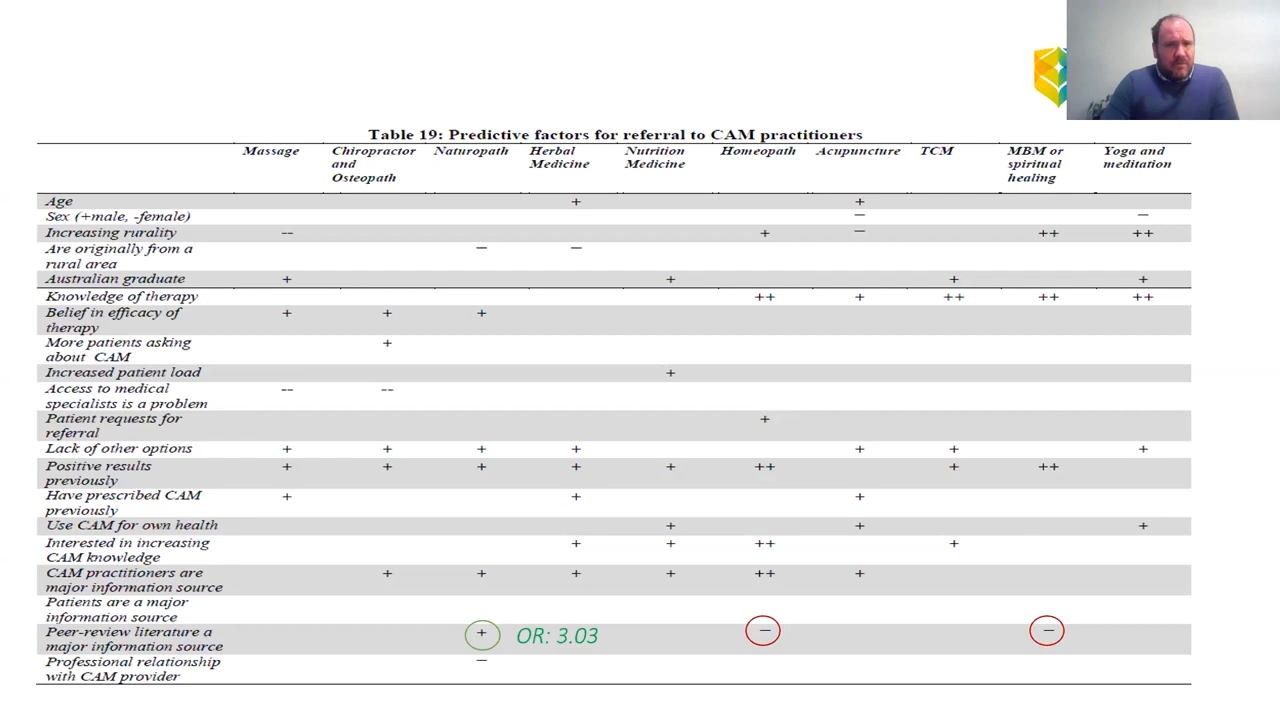 Table 19: Predictive factors for referral to CAM practitioners
Massage Chiropractor Naturopath Herbal Nutrition Homeopath Acupuncture TCM MBM or Yoga and
and Medicine Medicine spiritual meditation
Osteopath healing
Age + +
Sex (+male, -female) – –
Increasing rurality -- + – ++ ++
Are originally from a – –
rural area
Australian graduate + + + +
Knowledge of therapy ++ + ++ ++ ++
Belief in efficacy of + + +
therapy
More patients asking +
about CAM
Increased patient load +
Access to medical -- --
specialists is a problem
Patient requests for +
referral
Lack of other options + + + + + + +
Positive results + + + + + ++ + ++
previously
Have prescribed CAM + + +
previously
Use CAM for own health + + +
Interested in increasing + + ++ +
CAM knowledge
CAM practitioners are + + + + ++ +
major information source
Patients are a major
information source
Peer-review literature a + OR: 3.03 – –
major information source
Professional relationship –
with CAM provider